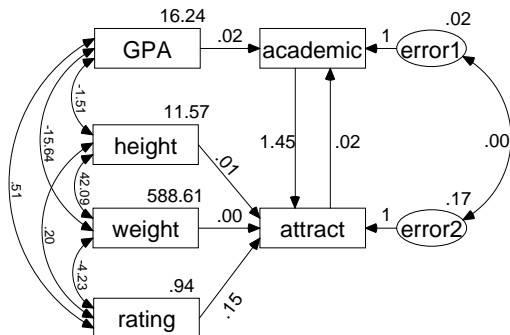 16.24
.02
GPA
.02
academic
1
error1
-1.51
11.57
-15.64
height
.01
1.45
.02
.00
.51
42.09
588.61
.17
.20
weight
.00
attract
1
error2
-4.23
.94
.15
rating